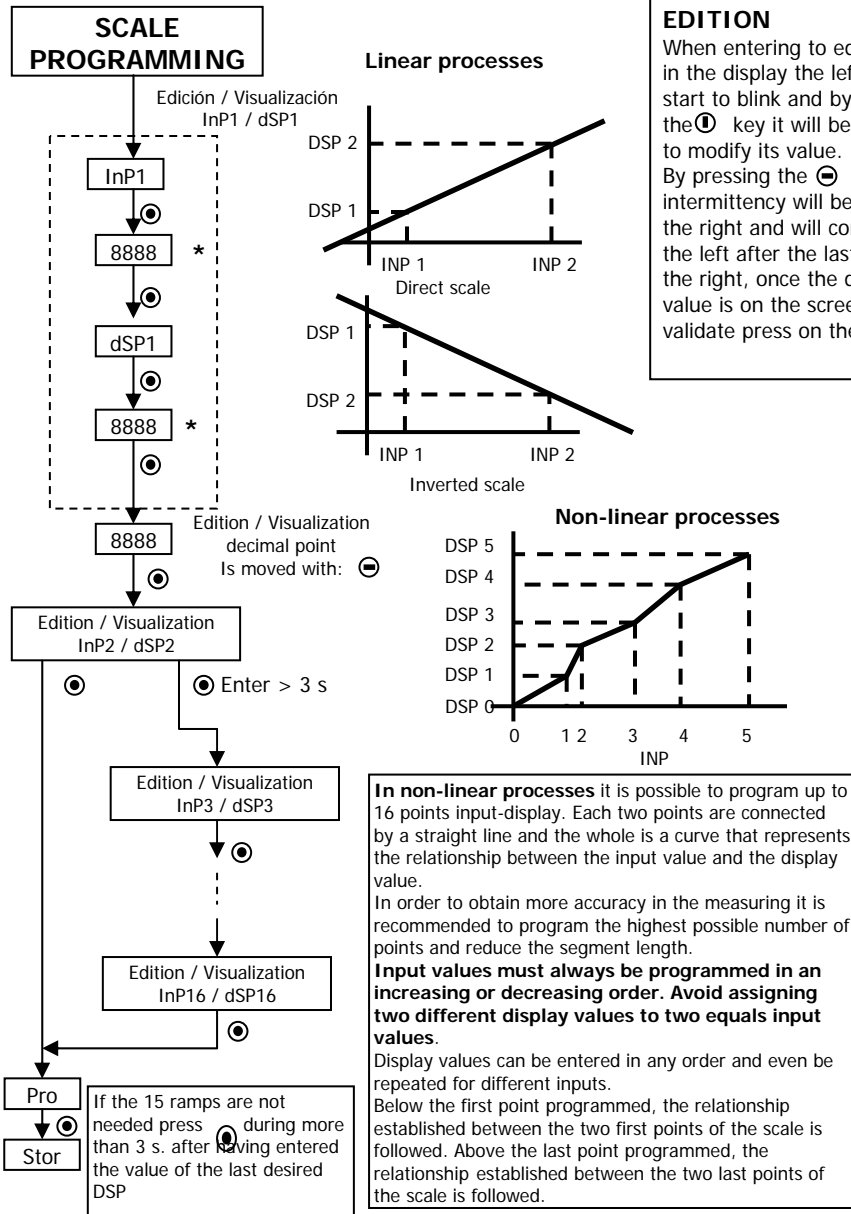 SCALE
PROGRAMMING
Edición / Visualización
InP1 / dSP1
InP1
8888 *
dSP1
8888 *
8888
Edition / Visualization
decimal point
Is moved with:
Edition / Visualization
InP2 / dSP2
Enter > 3 s
Edition / Visualization
InP3 / dSP3
Edition / Visualization
InP16 / dSP16
Pro
Stor
If the 15 ramps are not
needed press during more
than 3 s. after having entered
the value of the last desired
DSP
Linear processes
DSP 2
DSP 1
INP 1 INP 2
Direct scale
DSP 1
DSP 2
INP 1 INP 2
Inverted scale
EDITION
When entering to
in the display the
start to blink and by
the key it will be
to modify its value.
By pressing the
intermittency will be
the right and will
the left after the
the right, once the
value is on the
validate press on
Non-linear processes
DSP 5
DSP 4
DSP 3
DSP 2
DSP 1
DSP 0
0 1 2 3 4 5
INP
In non-linear processes it is possible to program up to
16 points input-display. Each two points are connected
by a straight line and the whole is a curve that represents
the relationship between the input value and the display
value.
In order to obtain more accuracy in the measuring it is
recommended to program the highest possible number of
points and reduce the segment length.
Input values must always be programmed in an
increasing or decreasing order. Avoid assigning
two different display values to two equals input
values.
Display values can be entered in any order and even be
repeated for different inputs.
Below the first point programmed, the relationship
established between the two first points of the scale is
followed. Above the last point programmed, the
relationship established between the two last points of
the scale is followed.